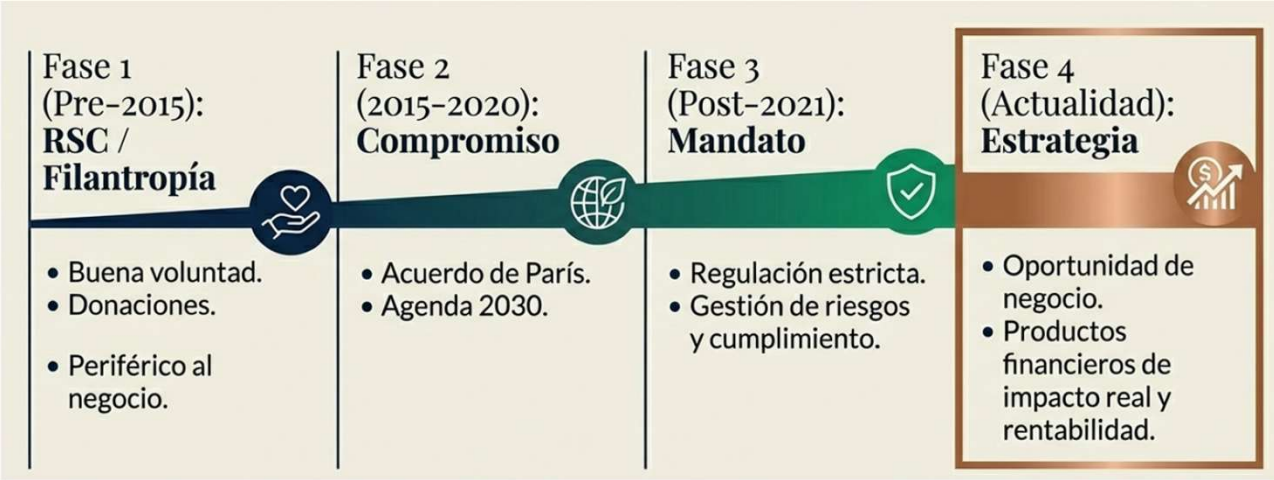 Fase 1
(Pre-2015):
RSC /
Filantropía
• Buena voluntad.
• Donaciones.
• Periférico al
negocio.
Fase 2
(2015-2020):
Compromiso
• Acuerdo de París.
• Agenda 2030.
Fase 3
(Post-2021):
Mandato
• Regulación estricta.
• Gestión de riesgos
y cumplimiento.
Fase 4
(Actualidad):
Estrategia
$
• Oportunidad de
negocio.
• Productos
financieros de
impacto real y
rentabilidad.